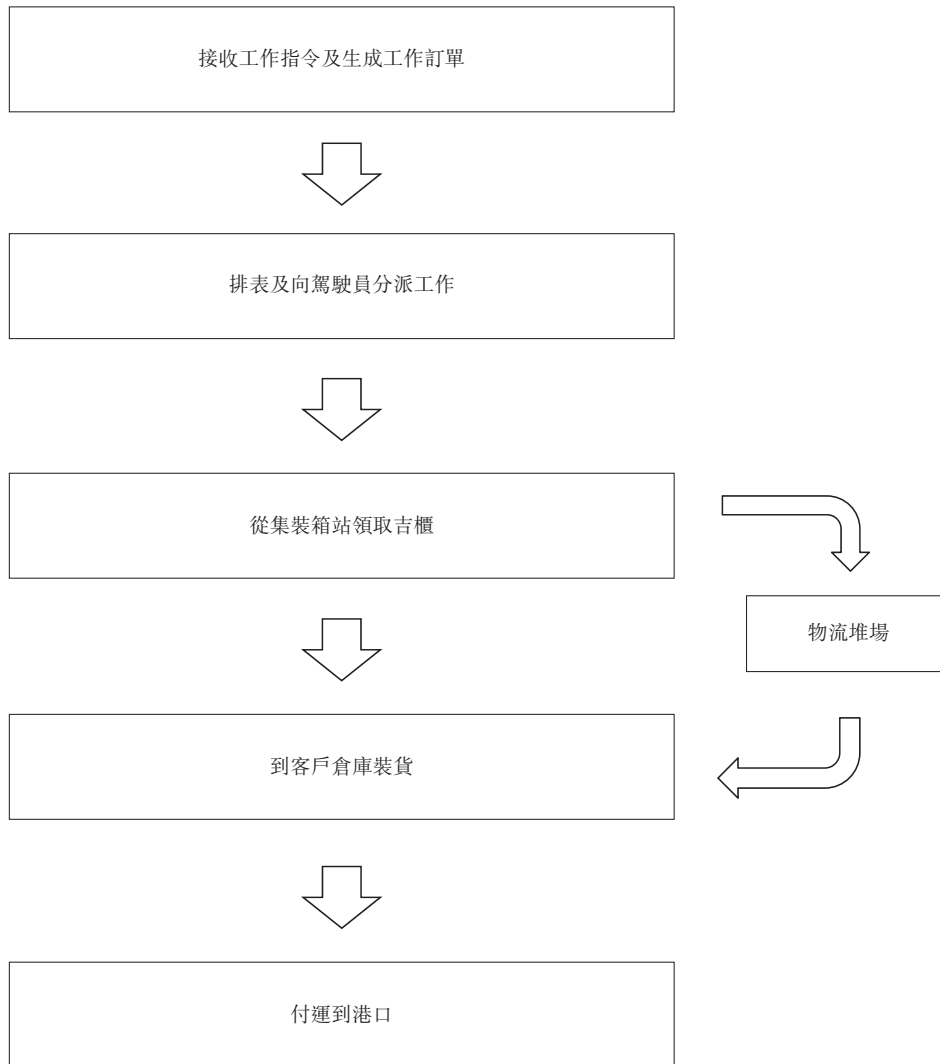 接收工作指令及生成工作訂單
排表及向駕駛員分派工作
從集裝箱站領取吉櫃
物流堆場
到客戶倉庫裝貨
付運到港口